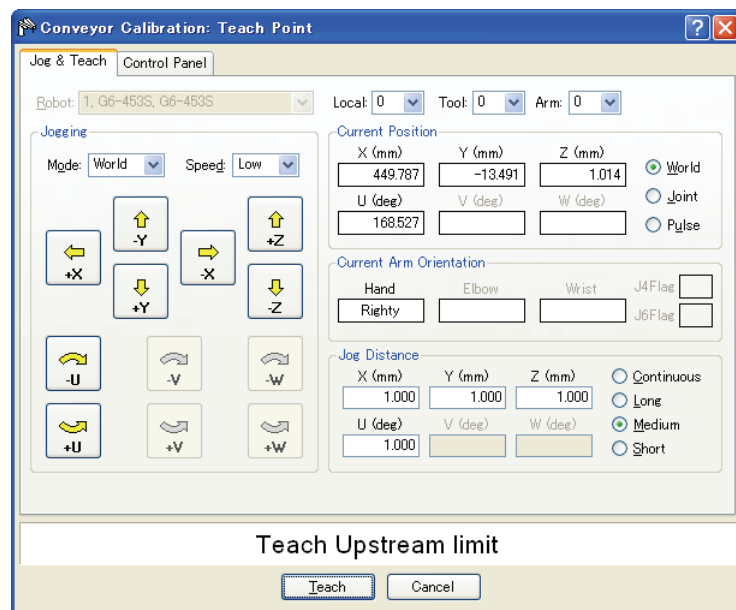 Conveyor Calibration: Teach Point
Jog & Teach Control Panel
Robot: 1, G6-453S, G6-453S Local: 0 Tool: 0 Arm: 0
Jogging
Mode: World Speed: Low
-Y +Z
+X -X
+Y -Z
-U -V -W
+U +V +W
Current Position
X (mm) Y (mm) Z (mm)
449.787 -13.491 1.014
U (deg) V (deg) W (deg)
168.527
World
Joint
Pulse
Current Arm Orientation
Hand Elbow Wrist J4Flag
Righty J6Flag
Jog Distance
X (mm) Y (mm) Z (mm)
1.000 1.000 1.000
U (deg) V (deg) W (deg)
1.000
Continuous
Long
Medium
Short
Teach Upstream limit
Teach Cancel